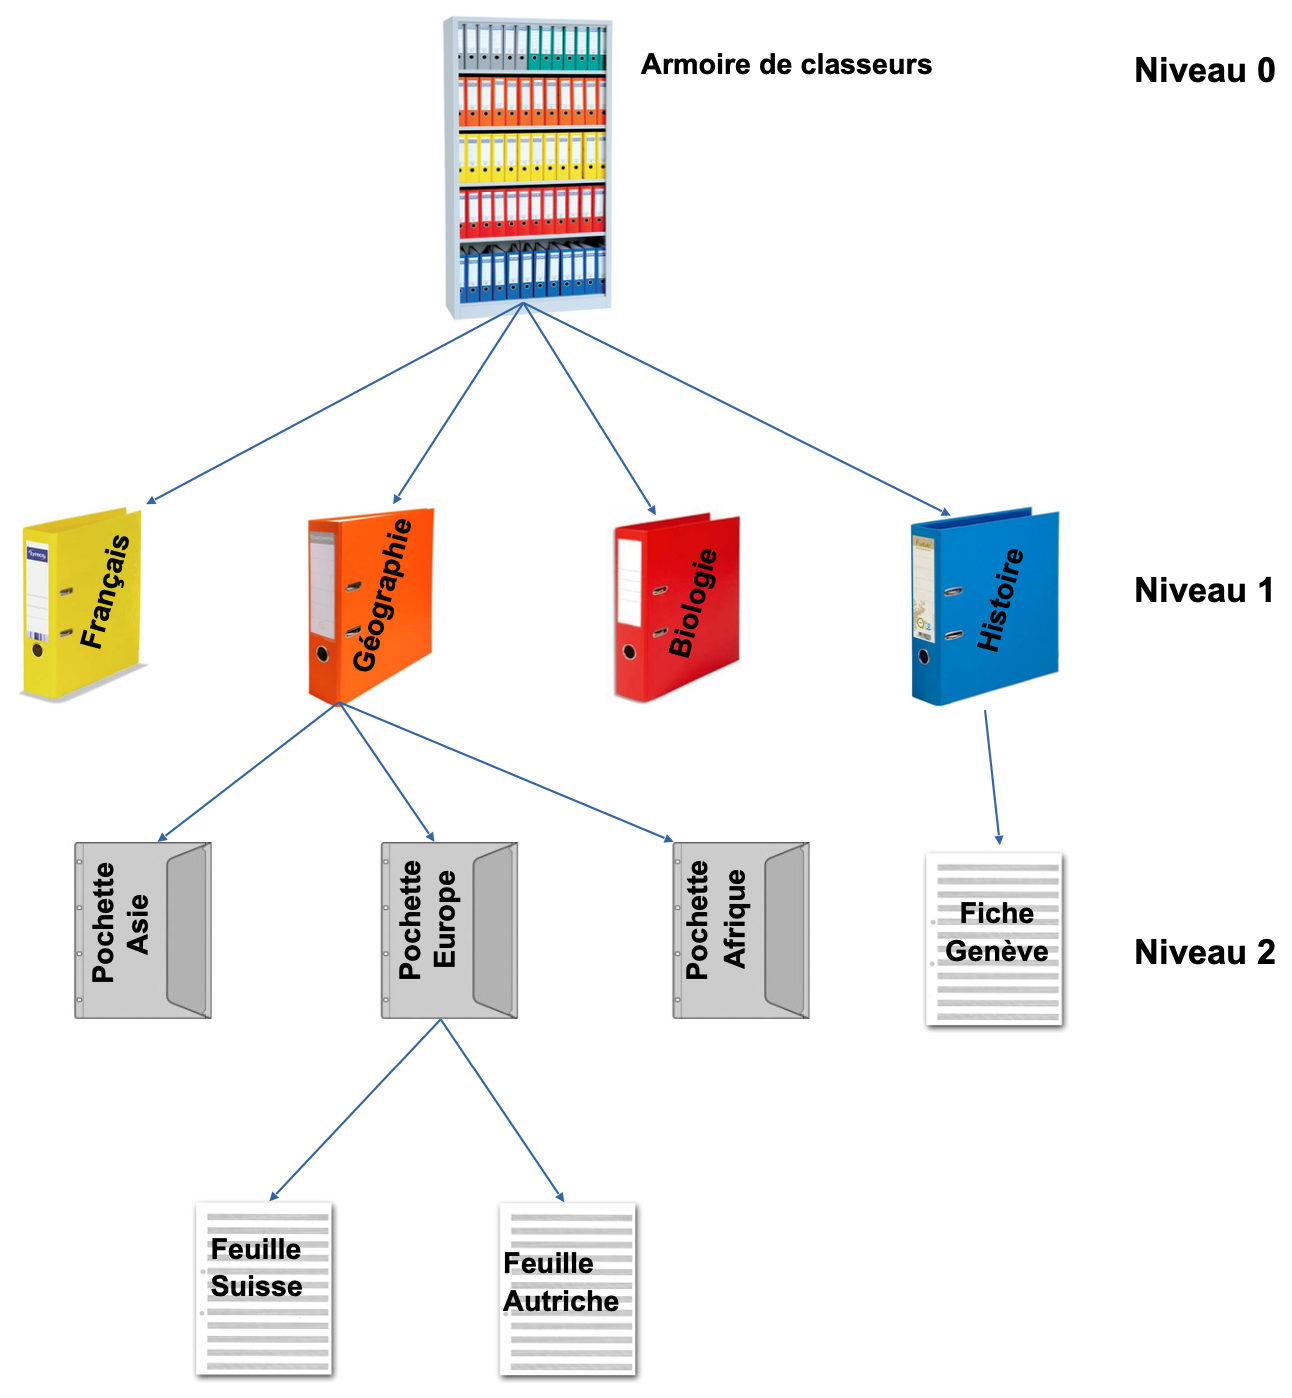 Armoire de classeurs
Niveau 0
Français
Géographie
Biologie
Histoire
Niveau 1
Pochette
Asie
Pochette
Europe
Pochette
Afrique
Fiche
Genève
Niveau 2
Feuille
Suisse
Feuille
Autriche